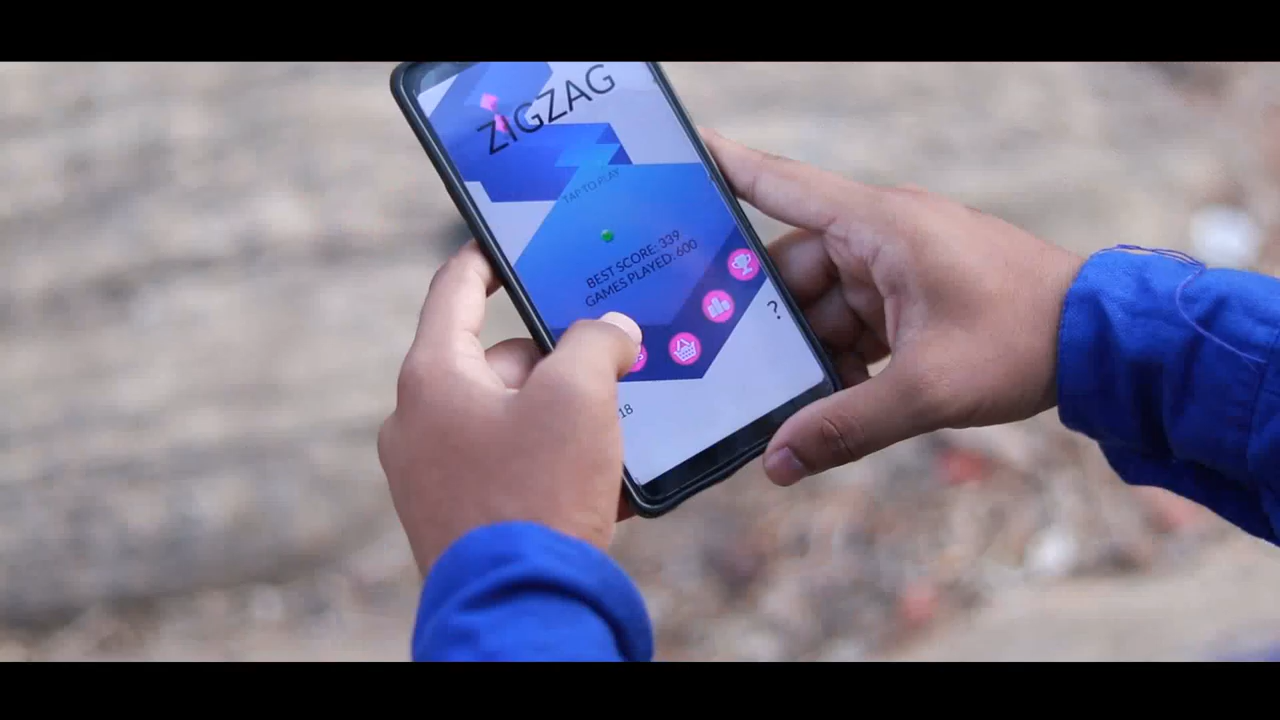 ZIGZAG
TAP TO PLAY
BEST SCORE: 339
GAMES PLAYED: 600
?
18